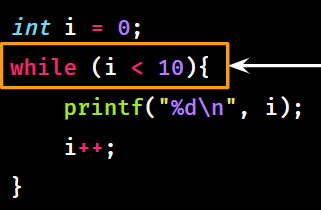 int i = 0;
while (i < 10){
    printf("%d\n", i);
    i++;
}